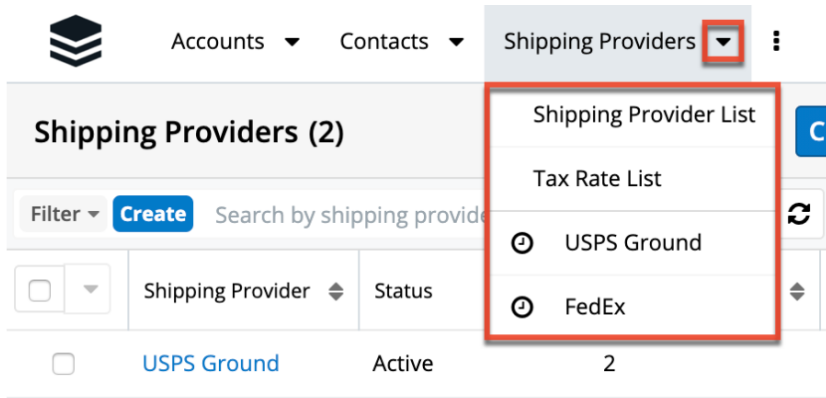 Accounts Contacts Shipping Providers
Shipping Provider List
Shipping Providers (2)
Tax Rate List
Filter Create Search by shipping
USPS Ground
Shipping Provider Status
FedEx
USPS Ground Active 2